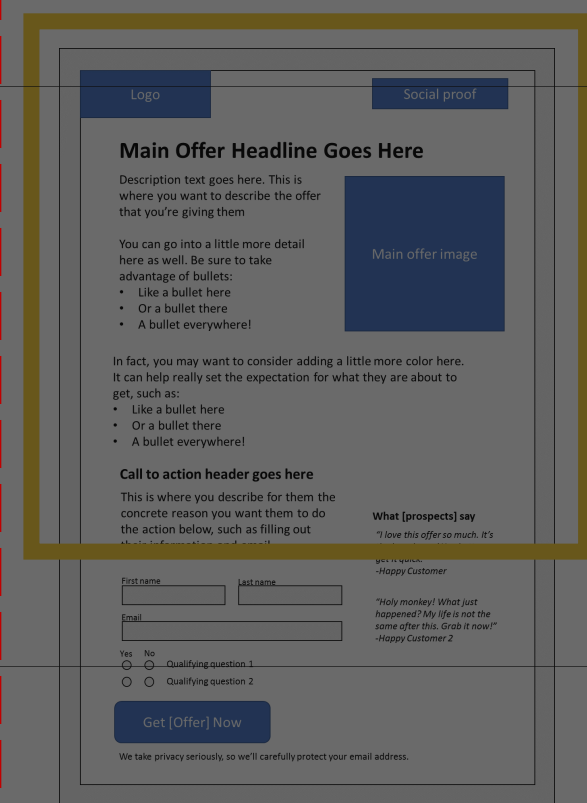 Logo
Social proof
Main Offer Headline Goes Here
Description text goes here. This is
where you want to describe the offer
that you're giving them
Main offer image
You can go into a little more detail
here as well. Be sure to take
advantage of bullets:
• Like a bullet here
• Or a bullet there
• A bullet everywhere!
In fact, you may want to consider adding a little more color here.
It can help really set the expectation for what they are about to
get, such as:
• Like a bullet here
• Or a bullet there
• A bullet everywhere!
Call to action header goes here
This is where you describe for them the
concrete reason you want them to do
the action below, such as filling out
First name
Last name
Email
Yes No
Qualifying question 1
Qualifying question 2
Get [Offer] Now
We take privacy seriously, so we'll carefully protect your email address.
What [prospects] say
"I love this offer so much. It's
get it quick.
-Happy Customer
"Holy monkey! What just
happened? My life is not the
same after this. Grab it now!"
-Happy Customer 2